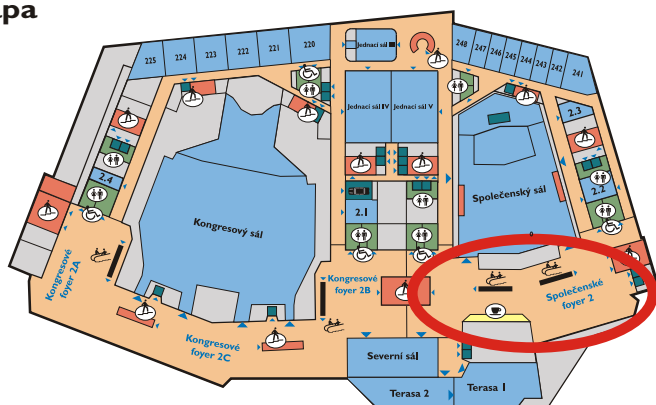 apa
225
224
223
222
221
220
Jednací sál III
248
247
246
245
244
243
242
241
Jednací sál IV
Jednací sál V
2.3
2.4
2.1
2.2
Společenský sál
Kongresový sál
Kongresové
foyer 2A
Kongresové
foyer 2B
Společenské
foyer 2
Kongresové
foyer 2C
Severní sál
Terasa 2
Terasa 1